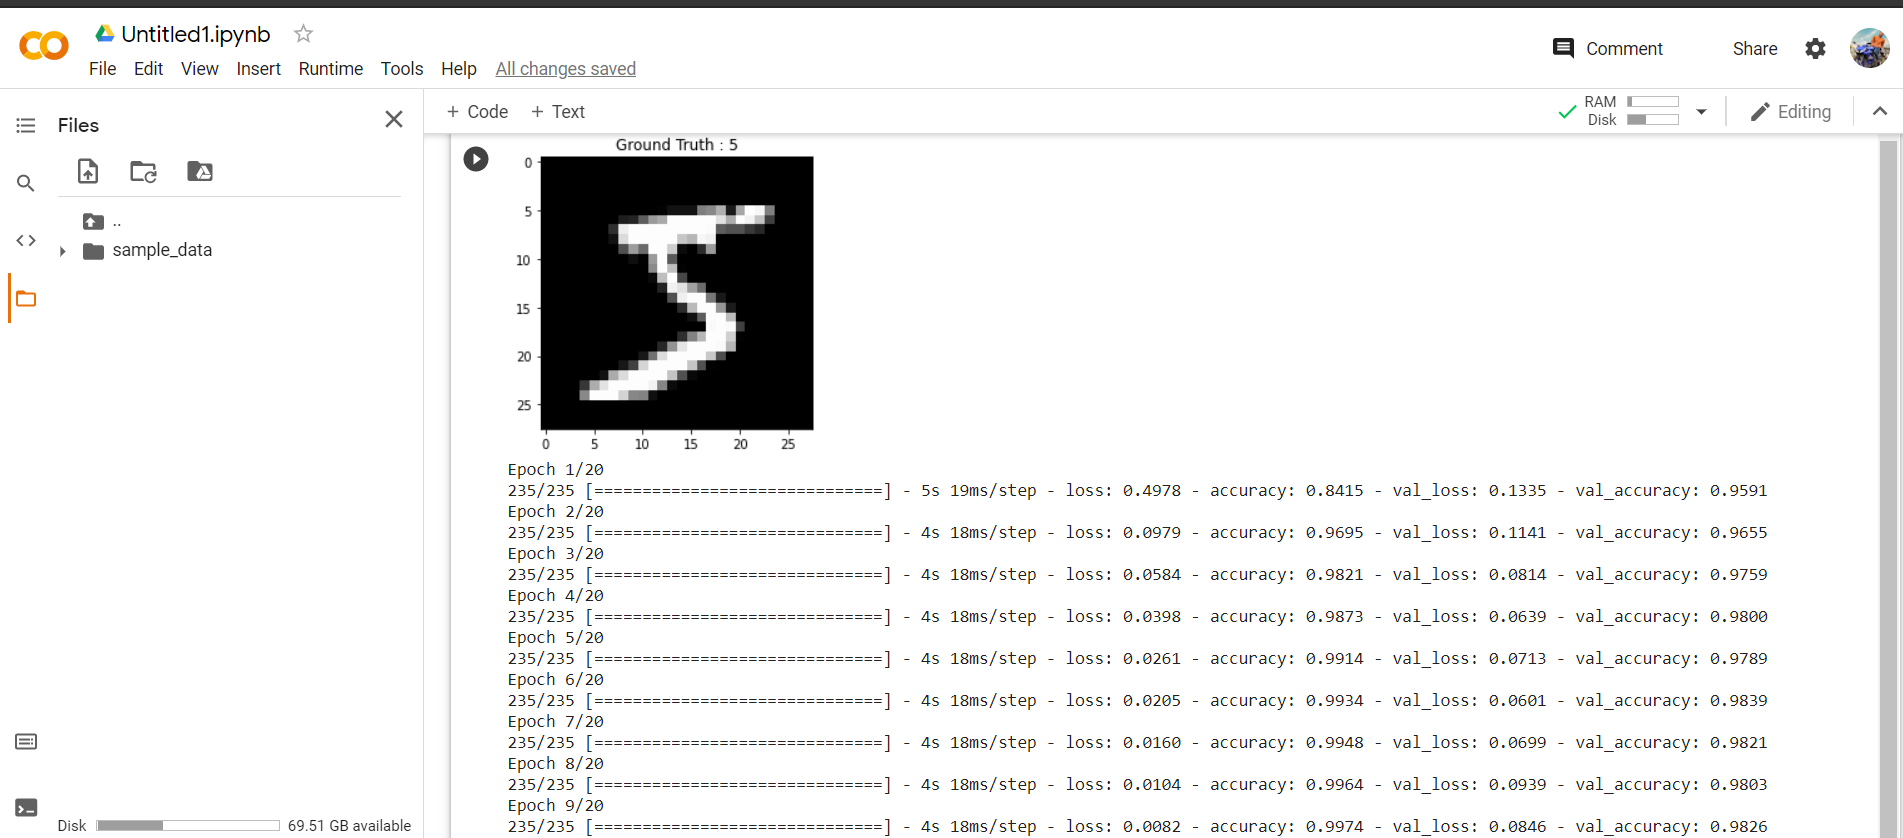 Untitled1.ipynb
File Edit View Insert Runtime Tools Help All changes saved
Comment Share
Files
..
sample_data
Disk 69.51 GB available
+ Code + Text
RAM
Disk
Editing
Ground Truth : 5
0
5
10
15
20
25
0 5 10 15 20 25
Epoch 1/20
235/235 [==============================] - 5s 19ms/step - loss: 0.4978 - accuracy: 0.8415 - val_loss: 0.1335 - val_accuracy: 0.9591
Epoch 2/20
235/235 [==============================] - 4s 18ms/step - loss: 0.0979 - accuracy: 0.9695 - val_loss: 0.1141 - val_accuracy: 0.9655
Epoch 3/20
235/235 [==============================] - 4s 18ms/step - loss: 0.0584 - accuracy: 0.9821 - val_loss: 0.0814 - val_accuracy: 0.9759
Epoch 4/20
235/235 [==============================] - 4s 18ms/step - loss: 0.0398 - accuracy: 0.9873 - val_loss: 0.0639 - val_accuracy: 0.9800
Epoch 5/20
235/235 [==============================] - 4s 18ms/step - loss: 0.0261 - accuracy: 0.9914 - val_loss: 0.0713 - val_accuracy: 0.9789
Epoch 6/20
235/235 [==============================] - 4s 18ms/step - loss: 0.0205 - accuracy: 0.9934 - val_loss: 0.0601 - val_accuracy: 0.9839
Epoch 7/20
235/235 [==============================] - 4s 18ms/step - loss: 0.0160 - accuracy: 0.9948 - val_loss: 0.0699 - val_accuracy: 0.9821
Epoch 8/20
235/235 [==============================] - 4s 18ms/step - loss: 0.0104 - accuracy: 0.9964 - val_loss: 0.0939 - val_accuracy: 0.9803
Epoch 9/20
235/235 [==============================] - 4s 18ms/step - loss: 0.0082 - accuracy: 0.9974 - val_loss: 0.0846 - val_accuracy: 0.9826